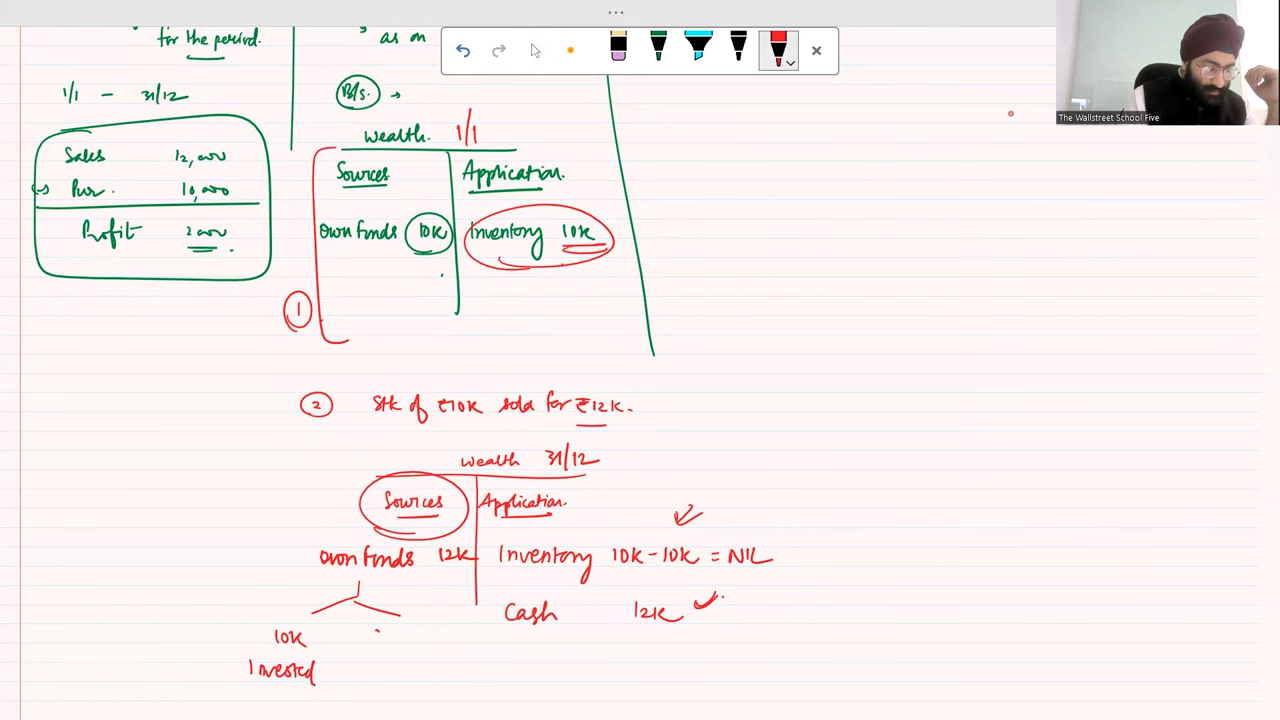 for the period.
as on
1/1 - 31/12
B/s. →
wealth. 1/1
Sales 12,000
(-) Pur. 10,000
Profit 2000
Sources Application.
Own Funds 10K Inventory 10K
1
2 Stk of ₹10K sold for ₹12K.
wealth 31/12
Sources Application.
Own Funds 12K Inventory 10K - 10K = NIL
Cash 12K
10K
Invested
The Wallstreet School Five